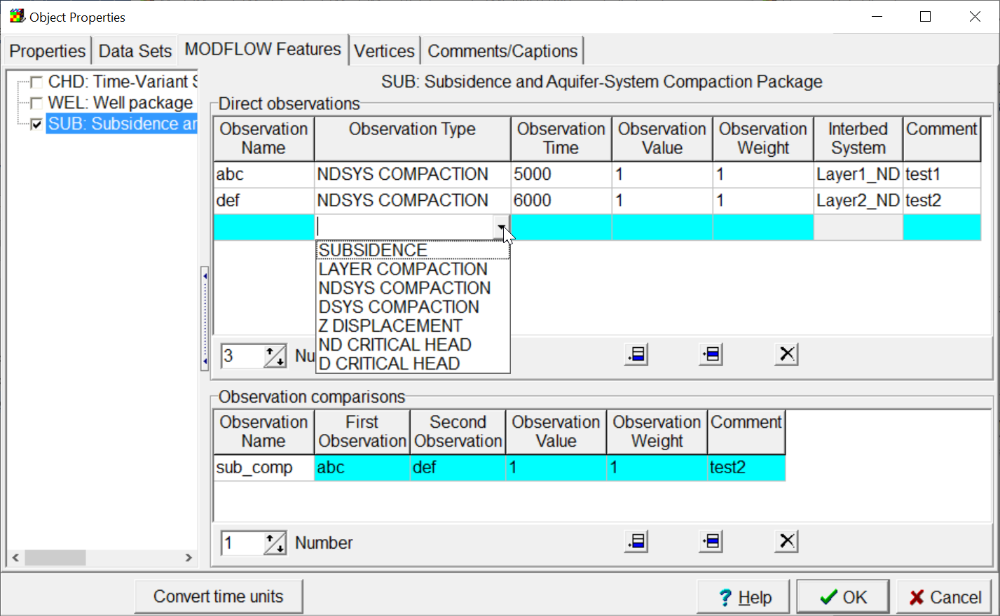 Object Properties
Properties Data Sets MODFLOW Features Vertices Comments/Captions
CHD: Time-Variant
WEL: Well package
SUB: Subsidence
SUB: Subsidence and Aquifer-System Compaction Package
Direct observations
Observation Name Observation Type Observation Time Observation Value Observation Weight Interbed System Comment
abc NDSYS COMPACTION 5000 1 1 Layer1_ND test1
def NDSYS COMPACTION 6000 1 1 Layer2_ND test2
SUBSIDENCE
LAYER COMPACTION
NDSYS COMPACTION
DSYS COMPACTION
Z DISPLACEMENT
ND CRITICAL HEAD
D CRITICAL HEAD
3
Observation comparisons
Observation Name First Observation Second Observation Observation Value Observation Weight Comment
sub_comp abc def 1 1 test2
1 Number
Convert time units ? Help OK Cancel